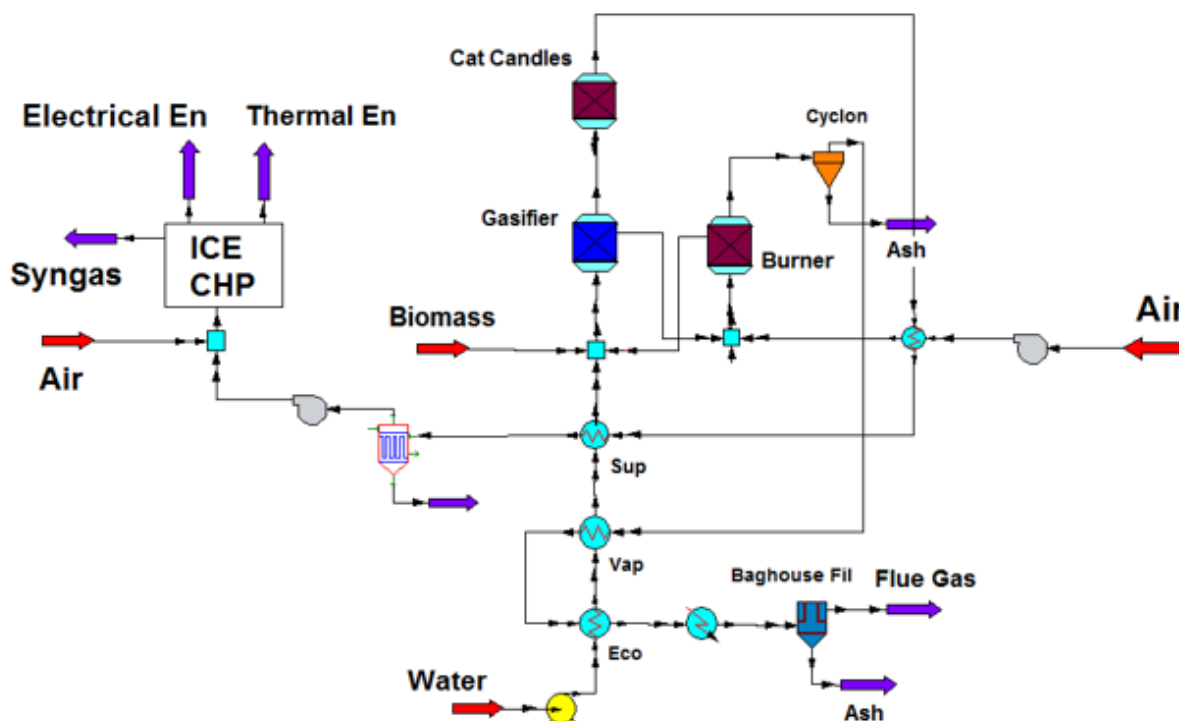 Cat Candles
Electrical En
Thermal En
Cyclon
Gasifier
Ash
ICE
CHP
Burner
Syngas
Biomass
Air
Air
Sup
Vap
Baghouse Fil
Flue Gas
Eco
Water
Ash